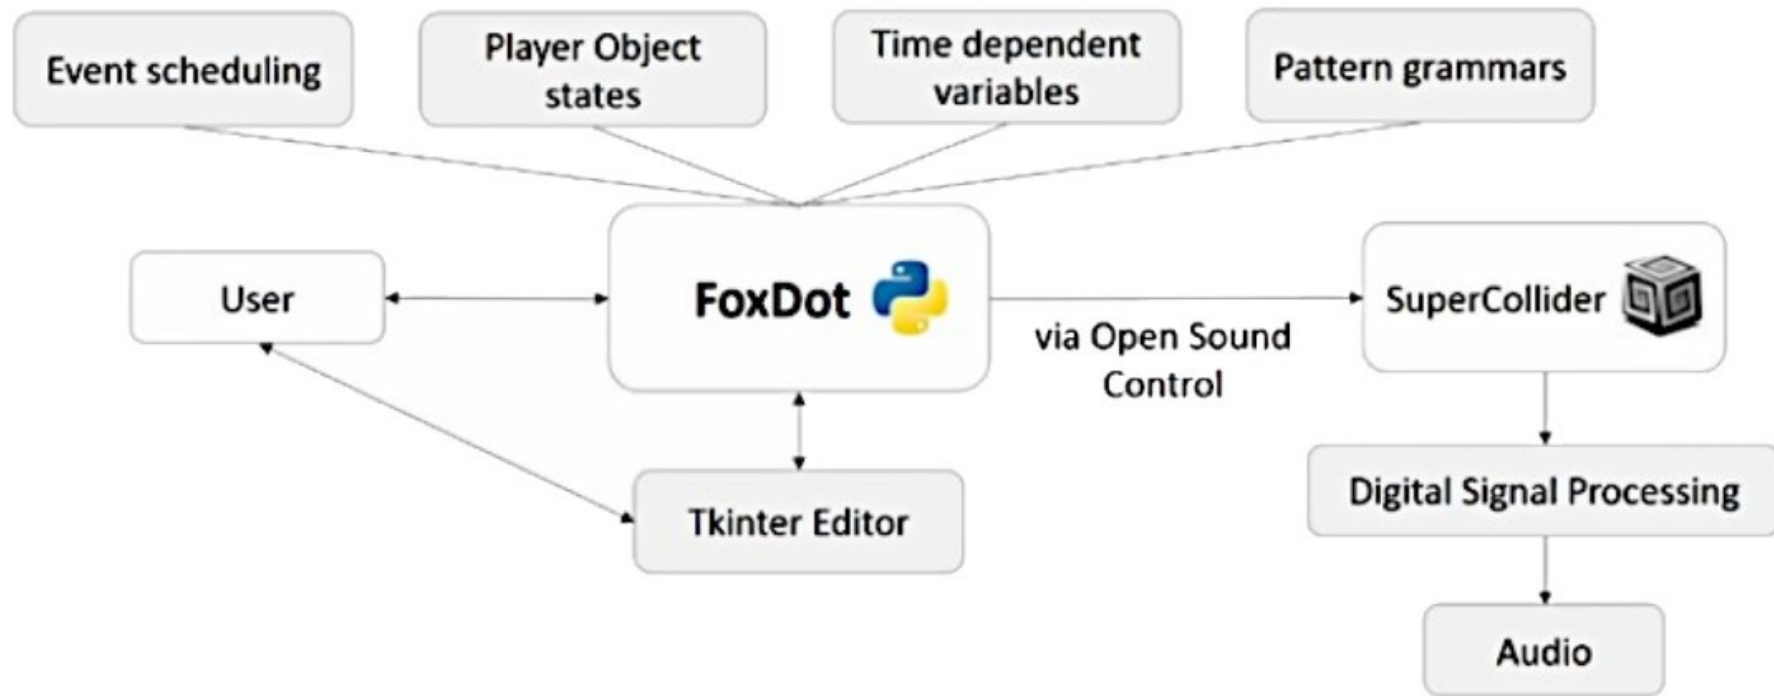 Event scheduling
Player Object
states
Time dependent
variables
Pattern grammars
User
FoxDot
via Open Sound
Control
SuperCollider
Tkinter Editor
Digital Signal Processing
Audio